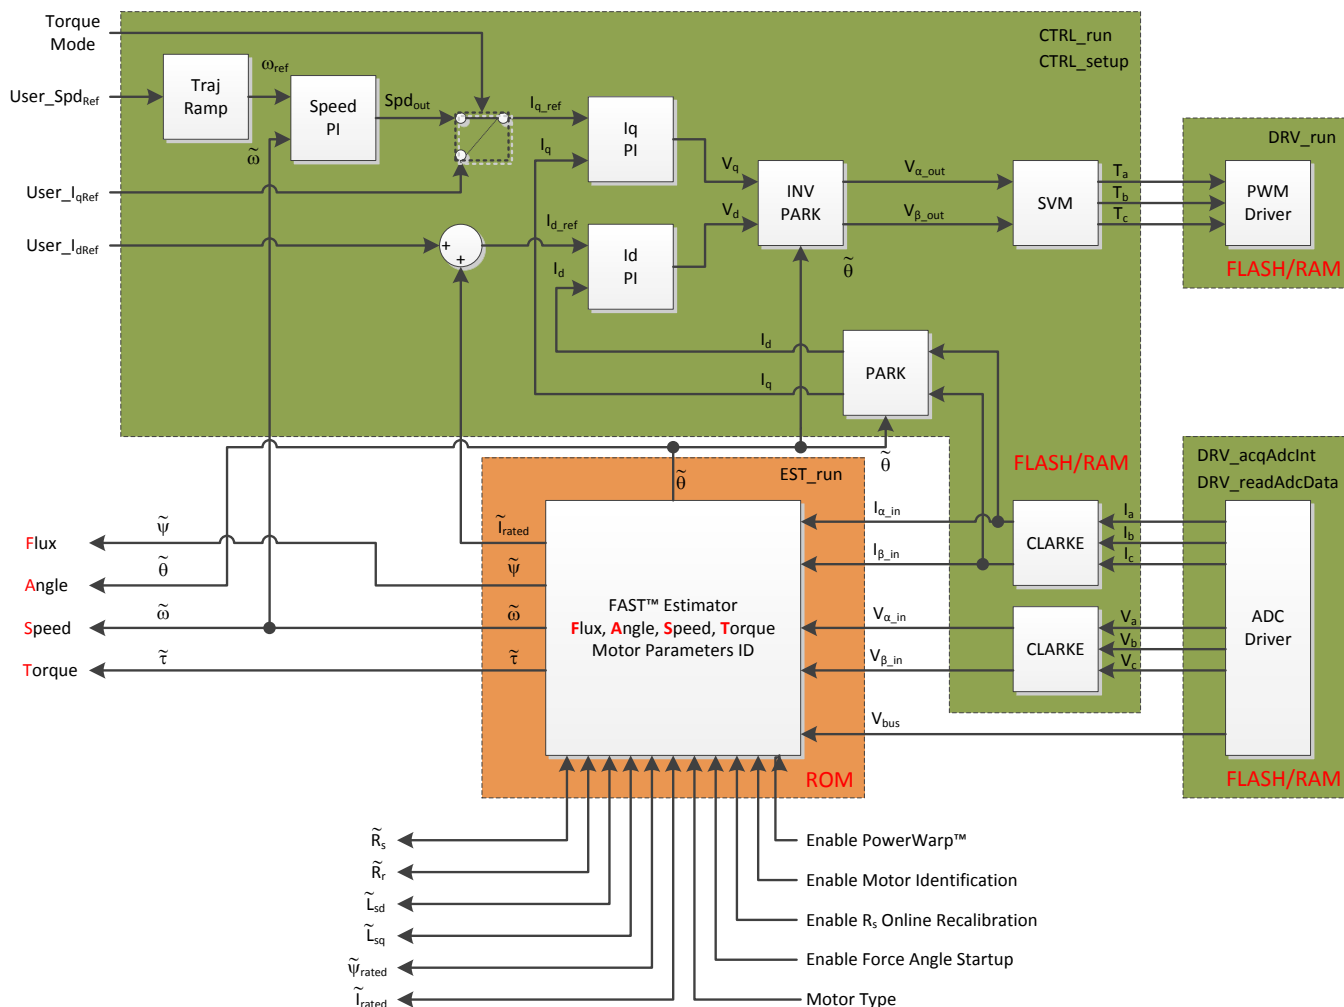 Torque
Mode
CTRL_run
CTRL_setup
User_SpdRef
Traj
Ramp
ωref
Speed
PI
Spdout
ω̃
Iq_ref
Iq
Iq
PI
Vq
INV
PARK
Vα_out
Vβ_out
SVM
Ta
Tb
Tc
DRV_run
PWM
Driver
FLASH/RAM
User_IqRef
User_IdRef
+
+
Id_ref
Id
Id
PI
Vd
θ̃
Id
Iq
PARK
θ̃
FLASH/RAM
DRV_acqAdcInt
DRV_readAdcData
EST_run
θ̃
Ĩrated
ψ̃
ω̃
τ̃
Iα_in
Iβ_in
CLARKE
Ia
Ib
Ic
Vα_in
Vβ_in
CLARKE
Va
Vb
Vc
Vbus
ADC
Driver
FLASH/RAM
FAST™ Estimator
Flux, Angle, Speed, Torque
Motor Parameters ID
ROM
Flux
ψ̃
Angle
θ̃
Speed
ω̃
Torque
τ̃
R̃s
R̃r
L̃sd
L̃sq
ψ̃rated
Ĩrated
Enable PowerWarp™
Enable Motor Identification
Enable Rs Online Recalibration
Enable Force Angle Startup
Motor Type